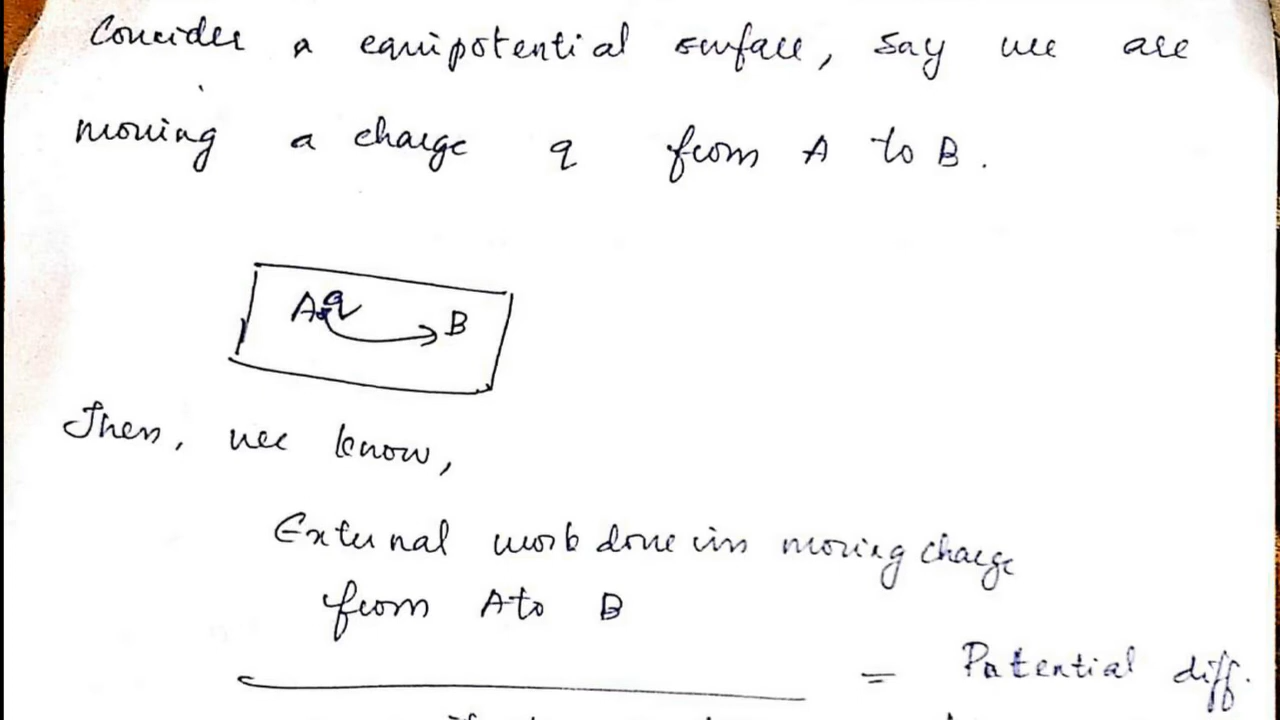 Consider a equipotential surface, say we are
moving a charge q from A to B.
A q B
Then, we know,
External work done in moving charge
from A to B
= Potential diff.